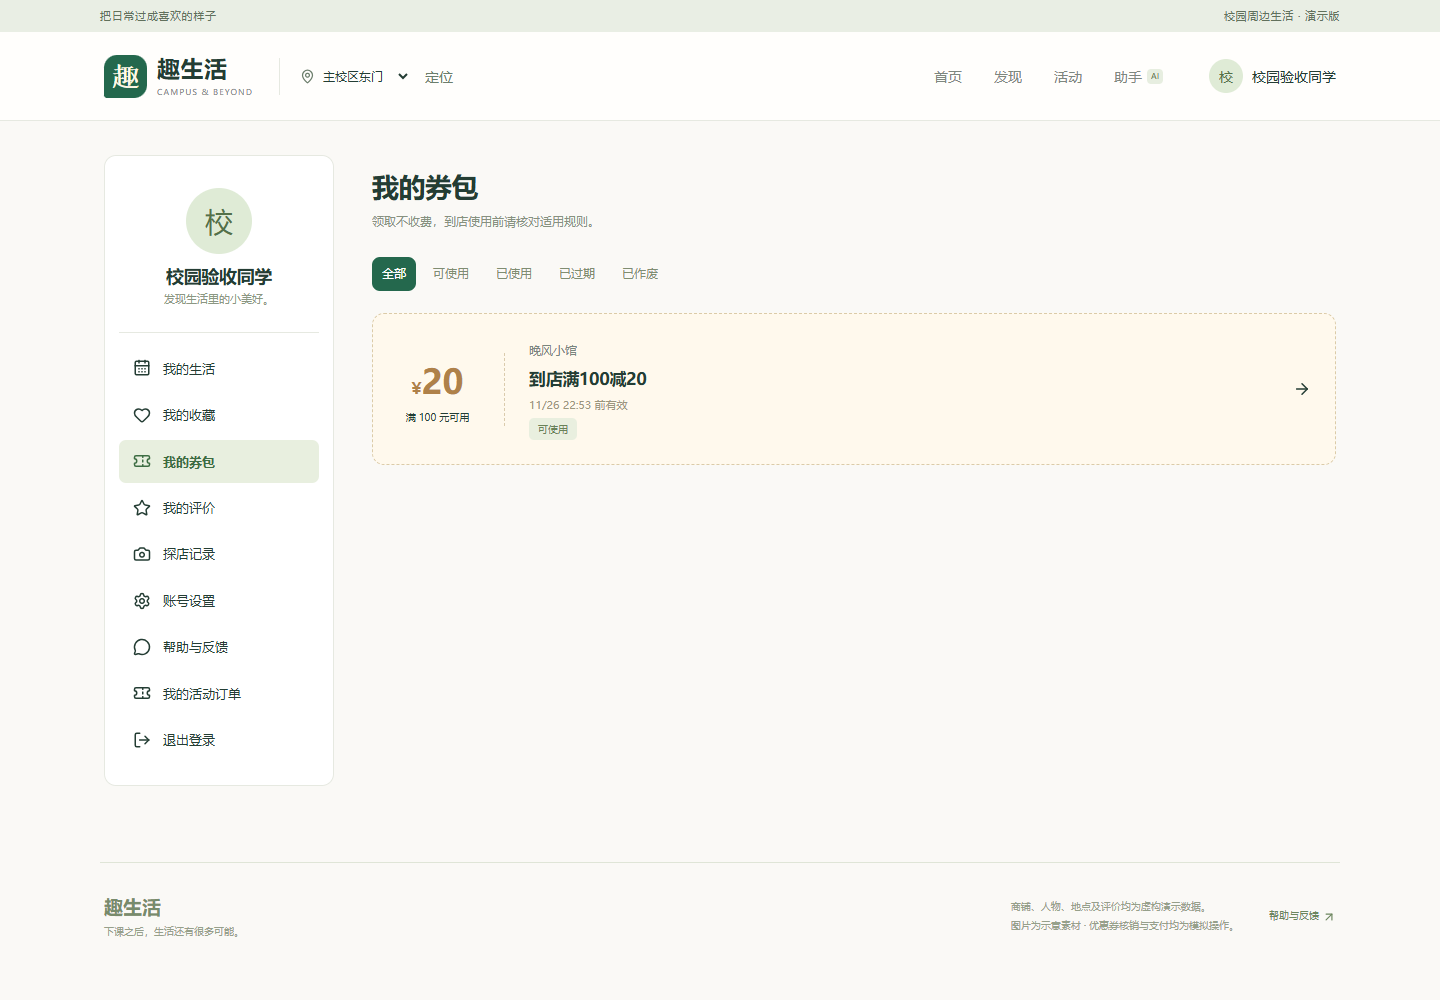 把日常过成喜欢的样子
校园周边生活 · 演示版
趣
趣生活
CAMPUS & BEYOND
主校区东门
定位
首页
发现
活动
助手 AI
校
校园验收同学
校
校园验收同学
发现生活里的小美好。
我的生活
我的收藏
我的券包
我的评价
探店记录
账号设置
帮助与反馈
我的活动订单
退出登录
我的券包
领取不收费，到店使用前请核对适用规则。
全部
可使用
已使用
已过期
已作废
¥20
满 100 元可用
晚风小馆
到店满100减20
11/26 22:53 前有效
可使用
趣生活
下课之后，生活还有很多可能。
商铺、人物、地点及评价均为虚构演示数据。
图片为示意素材 · 优惠券核销与支付均为模拟操作。
帮助与反馈